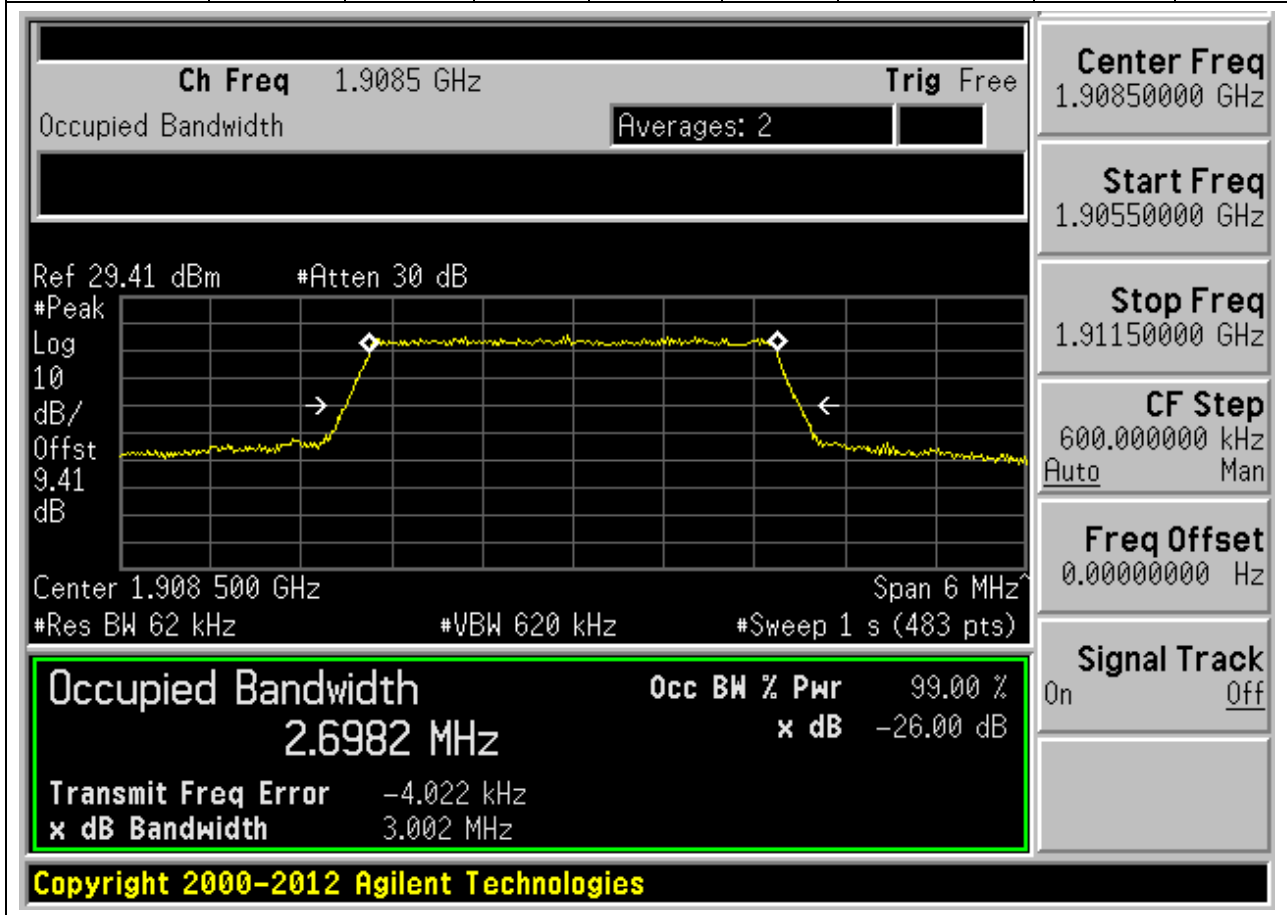 Ch Freq 1.9085 GHz Trig Free
Occupied Bandwidth Averages: 2
Ref 29.41 dBm #Atten 30 dB
#Peak
Log
10
dB/
Offst
9.41
dB
Center 1.908 500 GHz Span 6 MHz^
#Res BW 62 kHz #VBW 620 kHz #Sweep 1 s (483 pts)
Occupied Bandwidth Occ BW % Pwr 99.00 %
2.6982 MHz x dB -26.00 dB
Transmit Freq Error -4.022 kHz
x dB Bandwidth 3.002 MHz
Copyright 2000-2012 Agilent Technologies
Center Freq
1.90850000 GHz
Start Freq
1.90550000 GHz
Stop Freq
1.91150000 GHz
CF Step
600.000000 kHz
Auto Man
Freq Offset
0.00000000 Hz
Signal Track
On Off